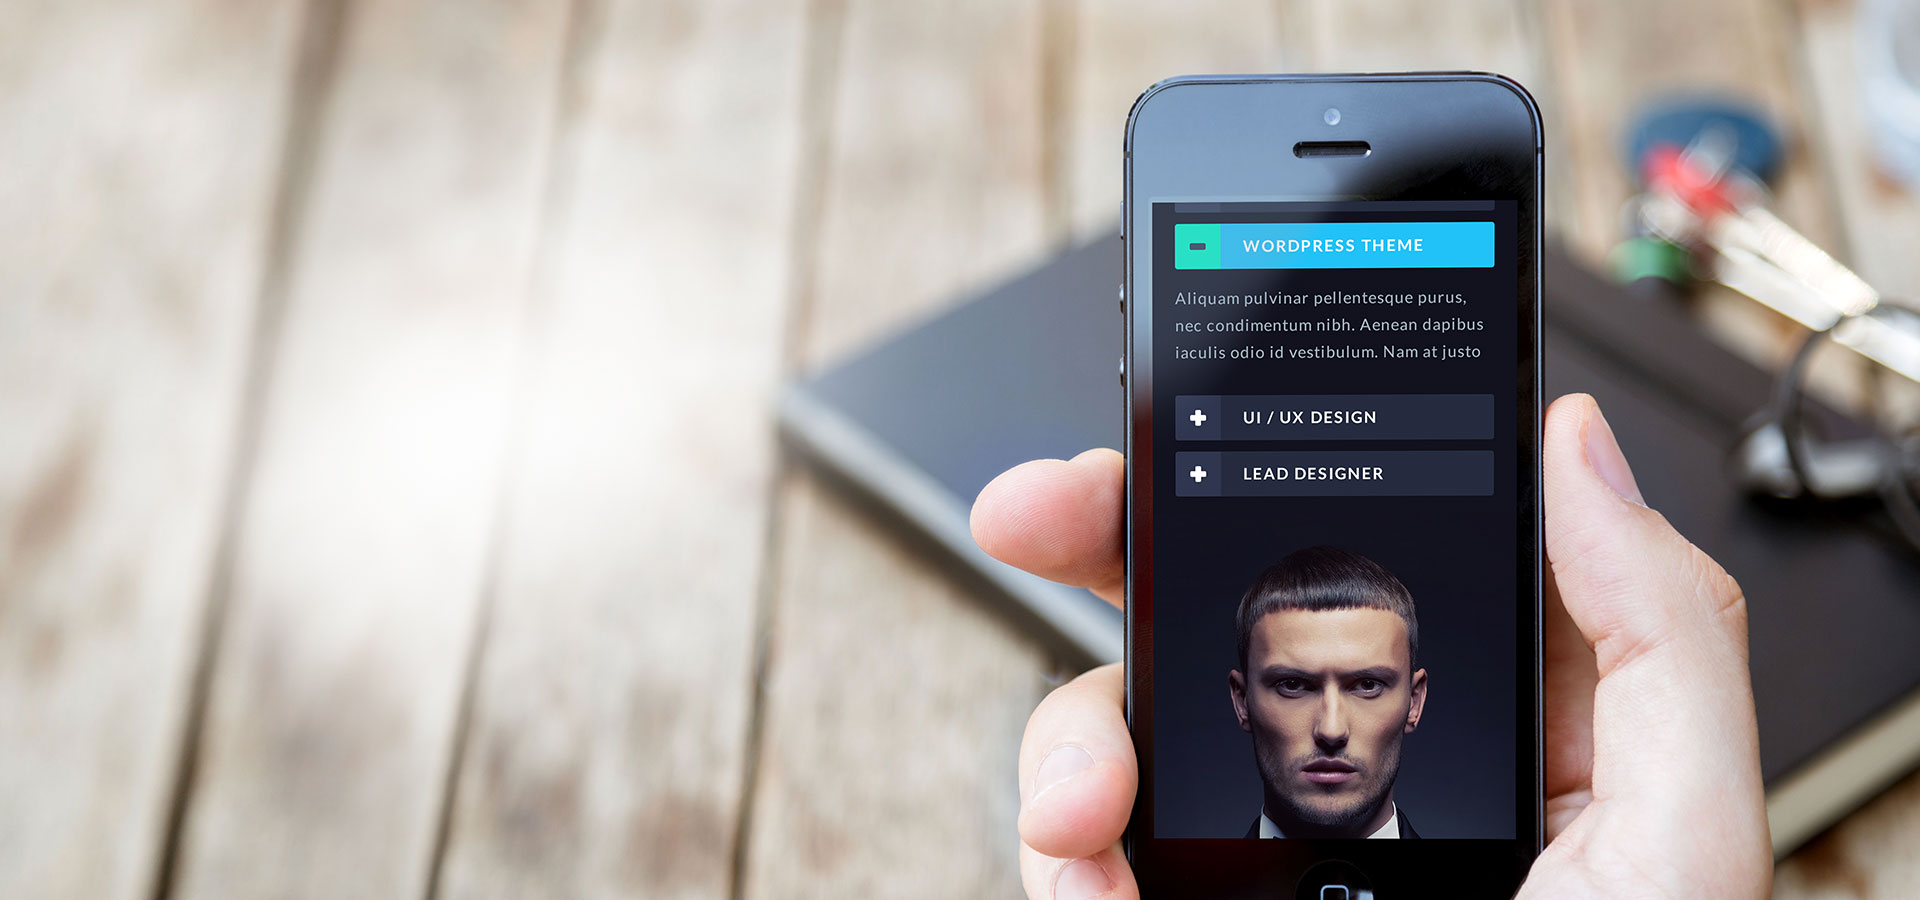 WORDPRESS THEME
Aliquam pulvinar pellentesque purus,
nec condimentum nibh. Aenean dapibus
iaculis odio id vestibulum. Nam at justo
UI / UX DESIGN
LEAD DESIGNER